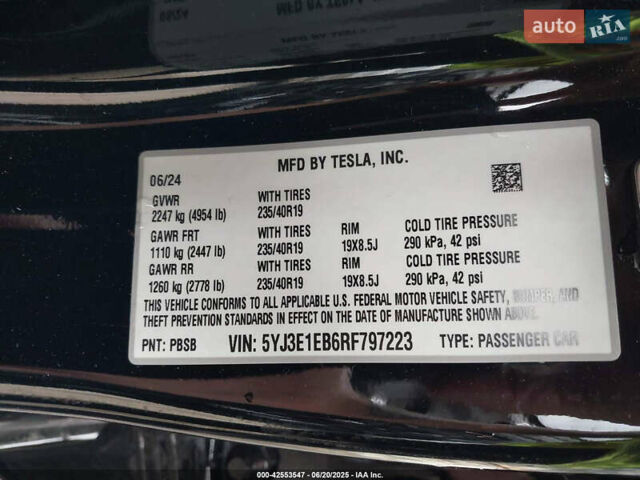 auto RIA .com
MFD BY TESLA, INC.
06/24
GVWR WITH TIRES
2247 kg (4954 lb) 235/40R19
GAWR FRT WITH TIRES RIM COLD TIRE PRESSURE
1110 kg (2447 lb) 235/40R19 19X8.5J 290 kPa, 42 psi
GAWR RR WITH TIRES RIM COLD TIRE PRESSURE
1260 kg (2778 lb) 235/40R19 19X8.5J 290 kPa, 42 psi
THIS VEHICLE CONFORMS TO ALL APPLICABLE U.S. FEDERAL MOTOR VEHICLE SAFETY, BUMPER, AND
THEFT PREVENTION STANDARDS IN EFFECT ON THE DATE OF MANUFACTURE SHOWN ABOVE.
PNT: PBSB VIN: 5YJ3E1EB6RF797223 TYPE: PASSENGER CAR
000-42553547 - 06/20/2025 - IAA Inc.